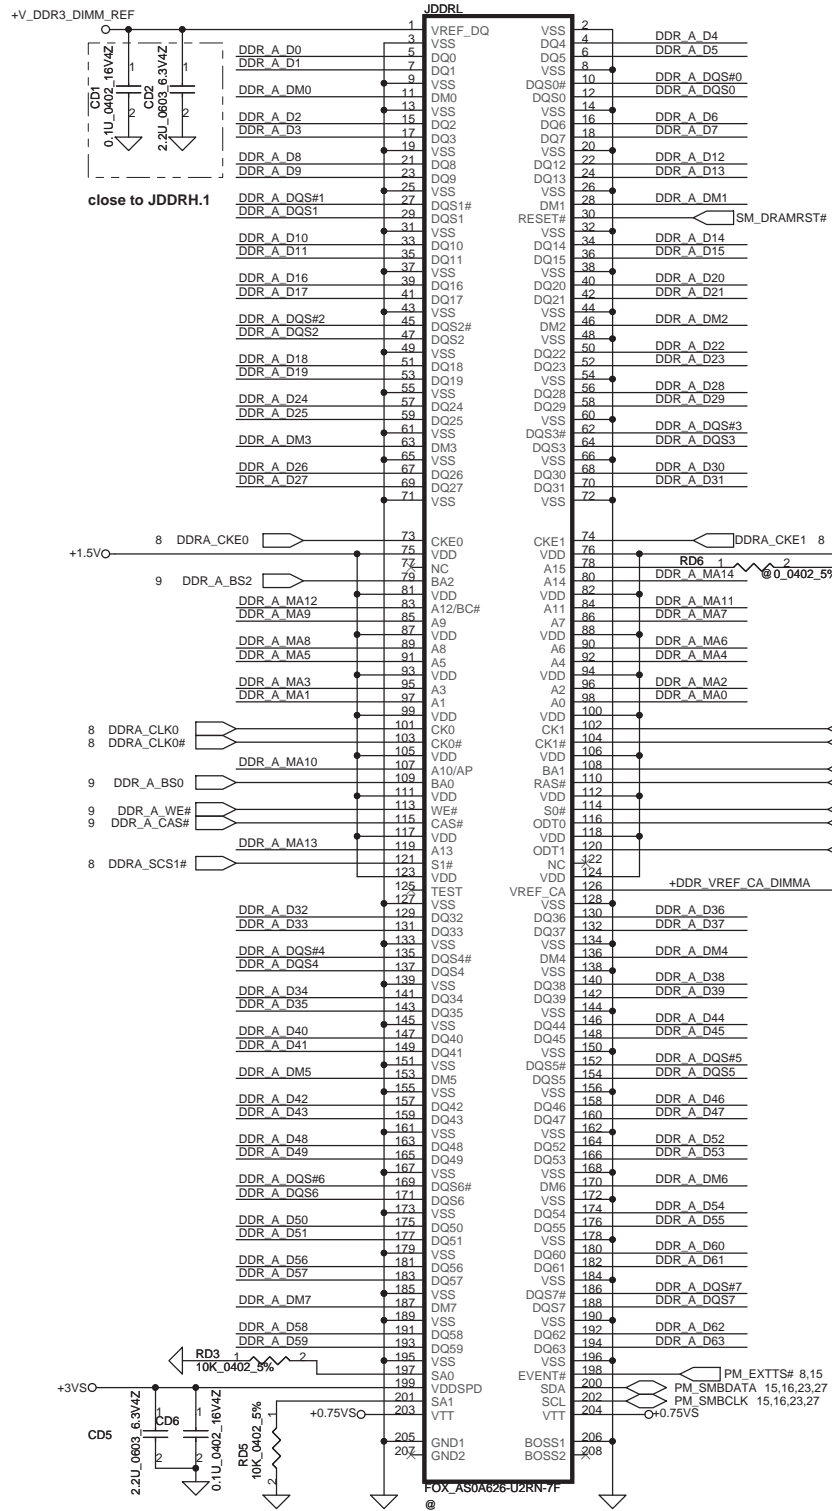 JDDRL
+V_DDR3_DIMM_REF
1 VREF_DQ VSS 2
3 VSS DQ4 4 DDR_A_D4
DDR_A_D0 5 DQ0 DQ5 6 DDR_A_D5
DDR_A_D1 7 DQ1 VSS 8
9 VSS DQS0# 10 DDR_A_DQS#0
DDR_A_DM0 11 DM0 DQS0 12 DDR_A_DQS0
13 VSS VSS 14
DDR_A_D2 15 DQ2 DQ6 16 DDR_A_D6
DDR_A_D3 17 DQ3 DQ7 18 DDR_A_D7
19 VSS VSS 20
DDR_A_D8 21 DQ8 DQ12 22 DDR_A_D12
DDR_A_D9 23 DQ9 DQ13 24 DDR_A_D13
25 VSS VSS 26
DDR_A_DQS#1 27 DQS1# DM1 28 DDR_A_DM1
DDR_A_DQS1 29 DQS1 RESET# 30 SM_DRAMRST#
31 VSS VSS 32
DDR_A_D10 33 DQ10 DQ14 34 DDR_A_D14
DDR_A_D11 35 DQ11 DQ15 36 DDR_A_D15
37 VSS VSS 38
DDR_A_D16 39 DQ16 DQ20 40 DDR_A_D20
DDR_A_D17 41 DQ17 DQ21 42 DDR_A_D21
43 VSS VSS 44
DDR_A_DQS#2 45 DQS2# DM2 46 DDR_A_DM2
DDR_A_DQS2 47 DQS2 VSS 48
49 VSS DQ22 50 DDR_A_D22
DDR_A_D18 51 DQ18 DQ23 52 DDR_A_D23
DDR_A_D19 53 DQ19 VSS 54
55 VSS DQ28 56 DDR_A_D28
DDR_A_D24 57 DQ24 DQ29 58 DDR_A_D29
DDR_A_D25 59 DQ25 VSS 60
61 VSS DQS3# 62 DDR_A_DQS#3
DDR_A_DM3 63 DM3 DQS3 64 DDR_A_DQS3
65 VSS VSS 66
DDR_A_D26 67 DQ26 DQ30 68 DDR_A_D30
DDR_A_D27 69 DQ27 DQ31 70 DDR_A_D31
71 VSS VSS 72
CD1
0.1U_0402_16V4Z
1
2
CD2
2.2U_0603_6.3V4Z
1
2
close to JDDRH.1
8 DDRA_CKE0 73 CKE0 CKE1 74 DDRA_CKE1 8
+1.5V 75 VDD VDD 76
77 NC A15 78 RD6 1 2 @0_0402_5%
9 DDR_A_BS2 79 BA2 A14 80 DDR_A_MA14
81 VDD VDD 82
DDR_A_MA12 83 A12/BC# A11 84 DDR_A_MA11
DDR_A_MA9 85 A9 A7 86 DDR_A_MA7
87 VDD VDD 88
DDR_A_MA8 89 A8 A6 90 DDR_A_MA6
DDR_A_MA5 91 A5 A4 92 DDR_A_MA4
93 VDD VDD 94
DDR_A_MA3 95 A3 A2 96 DDR_A_MA2
DDR_A_MA1 97 A1 A0 98 DDR_A_MA0
99 VDD VDD 100
8 DDRA_CLK0 101 CK0 CK1 102
8 DDRA_CLK0# 103 CK0# CK1# 104
105 VDD VDD 106
DDR_A_MA10 107 A10/AP BA1 108
9 DDR_A_BS0 109 BA0 RAS# 110
111 VDD VDD 112
9 DDR_A_WE# 113 WE# S0# 114
9 DDR_A_CAS# 115 CAS# ODT0 116
117 VDD VDD 118
DDR_A_MA13 119 A13 ODT1 120
8 DDRA_SCS1# 121 S1# NC 122
123 VDD VDD 124
125 TEST VREF_CA 126 +DDR_VREF_CA_DIMMA
127 VSS VSS 128
DDR_A_D32 129 DQ32 DQ36 130 DDR_A_D36
DDR_A_D33 131 DQ33 DQ37 132 DDR_A_D37
133 VSS VSS 134
DDR_A_DQS#4 135 DQS4# DM4 136 DDR_A_DM4
DDR_A_DQS4 137 DQS4 VSS 138
139 VSS DQ38 140 DDR_A_D38
DDR_A_D34 141 DQ34 DQ39 142 DDR_A_D39
DDR_A_D35 143 DQ35 VSS 144
145 VSS DQ44 146 DDR_A_D44
DDR_A_D40 147 DQ40 DQ45 148 DDR_A_D45
DDR_A_D41 149 DQ41 VSS 150
151 VSS DQS5# 152 DDR_A_DQS#5
DDR_A_DM5 153 DM5 DQS5 154 DDR_A_DQS5
155 VSS VSS 156
DDR_A_D42 157 DQ42 DQ46 158 DDR_A_D46
DDR_A_D43 159 DQ43 DQ47 160 DDR_A_D47
161 VSS VSS 162
DDR_A_D48 163 DQ48 DQ52 164 DDR_A_D52
DDR_A_D49 165 DQ49 DQ53 166 DDR_A_D53
167 VSS VSS 168
DDR_A_DQS#6 169 DQS6# DM6 170 DDR_A_DM6
DDR_A_DQS6 171 DQS6 VSS 172
173 VSS DQ54 174 DDR_A_D54
DDR_A_D50 175 DQ50 DQ55 176 DDR_A_D55
DDR_A_D51 177 DQ51 VSS 178
179 VSS DQ60 180 DDR_A_D60
DDR_A_D56 181 DQ56 DQ61 182 DDR_A_D61
DDR_A_D57 183 DQ57 VSS 184
185 VSS DQS7# 186 DDR_A_DQS#7
DDR_A_DM7 187 DM7 DQS7 188 DDR_A_DQS7
189 VSS VSS 190
DDR_A_D58 191 DQ58 DQ62 192 DDR_A_D62
DDR_A_D59 193 DQ59 DQ63 194 DDR_A_D63
195 VSS VSS 196
RD3 1 2
10K_0402_5%
197 SA0 EVENT# 198 PM_EXTTS# 8,15
+3VS 199 VDDSPD SDA 200 PM_SMBDATA 15,16,23,27
201 SA1 SCL 202 PM_SMBCLK 15,16,23,27
+0.75VS 203 VTT VTT 204 +0.75VS
205 GND1 BOSS1 206
207 GND2 BOSS2 208
CD5
2.2U_0603_6.3V4Z
1
2
CD6
0.1U_0402_16V4Z
1
2
RD5
10K_0402_5%
1
2
FOX_AS0A626-U2RN-7F
@